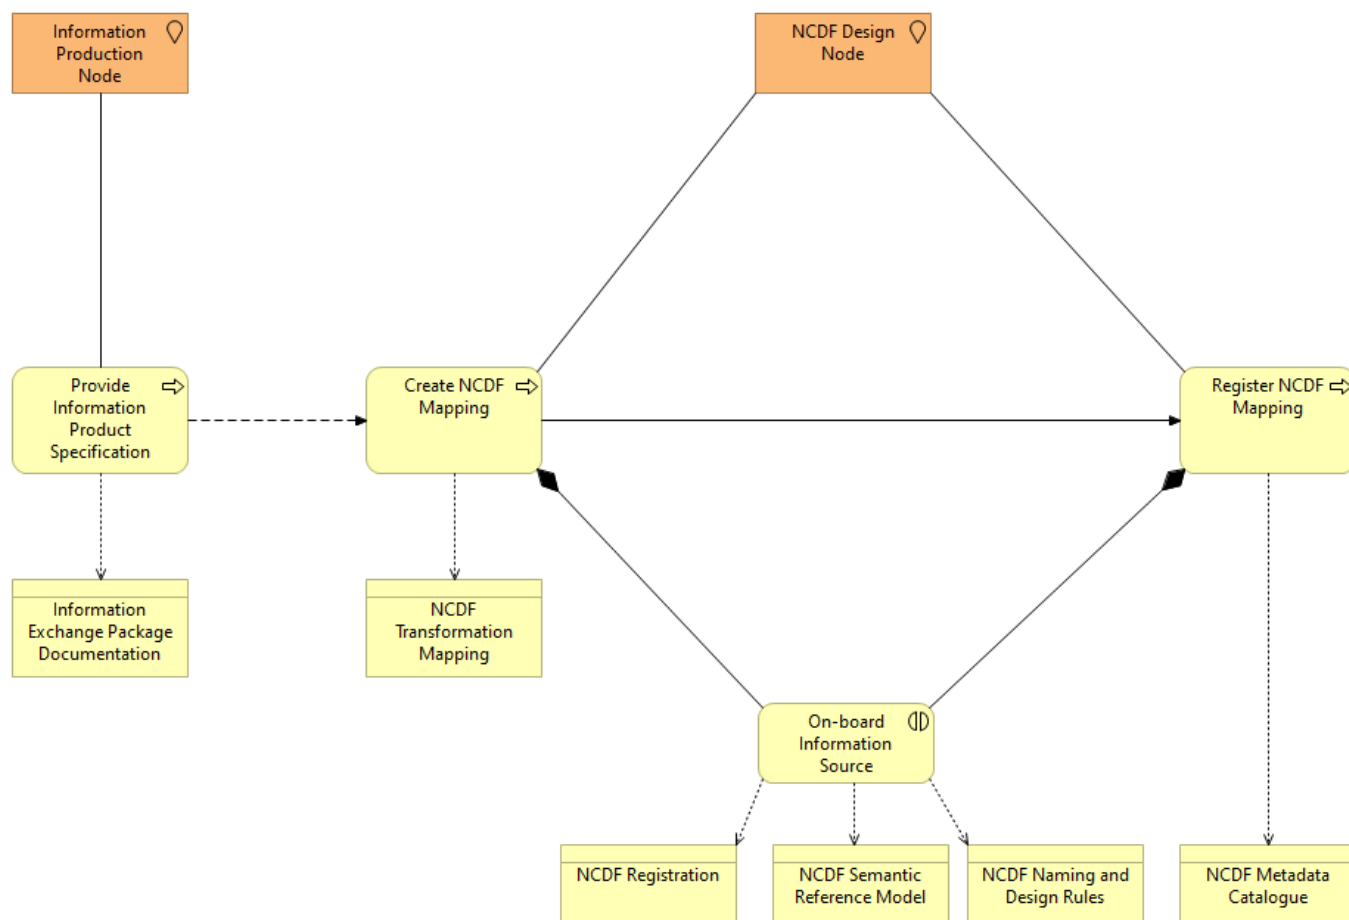 Information
Production
Node
NCDF Design
Node
Provide
Information
Product
Specification
Create NCDF
Mapping
Register NCDF
Mapping
Information
Exchange Package
Documentation
NCDF
Transformation
Mapping
On-board
Information
Source
NCDF Registration
NCDF Semantic
Reference Model
NCDF Naming and
Design Rules
NCDF Metadata
Catalogue